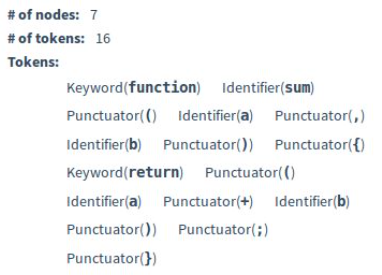 # of nodes: 7
# of tokens: 16
Tokens:
Keyword(function) Identifier(sum)
Punctuator(() Identifier(a) Punctuator(,)
Identifier(b) Punctuator()) Punctuator({)
Keyword(return) Punctuator(()
Identifier(a) Punctuator(+) Identifier(b)
Punctuator()) Punctuator(;)
Punctuator(})